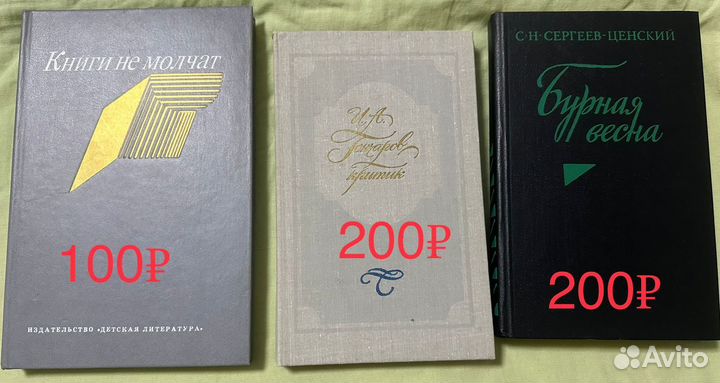 Книги не молчат
100₽
ИЗДАТЕЛЬСТВО «ДЕТСКАЯ ЛИТЕРАТУРА»
И.А.
Гончаров-
критик
200₽
С·Н·СЕРГЕЕВ-ЦЕНСКИЙ
Бурная
весна
200₽
Avito